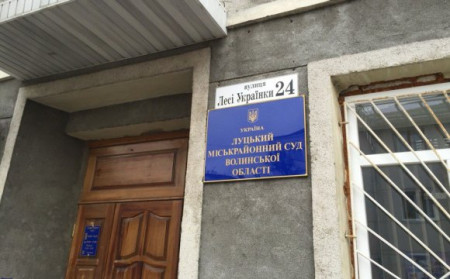 вулиця
Лесі Українки 24
УКРАЇНА
ЛУЦЬКИЙ
МІСЬКРАЙОННИЙ СУД
ВОЛИНСЬКОЇ
ОБЛАСТІ